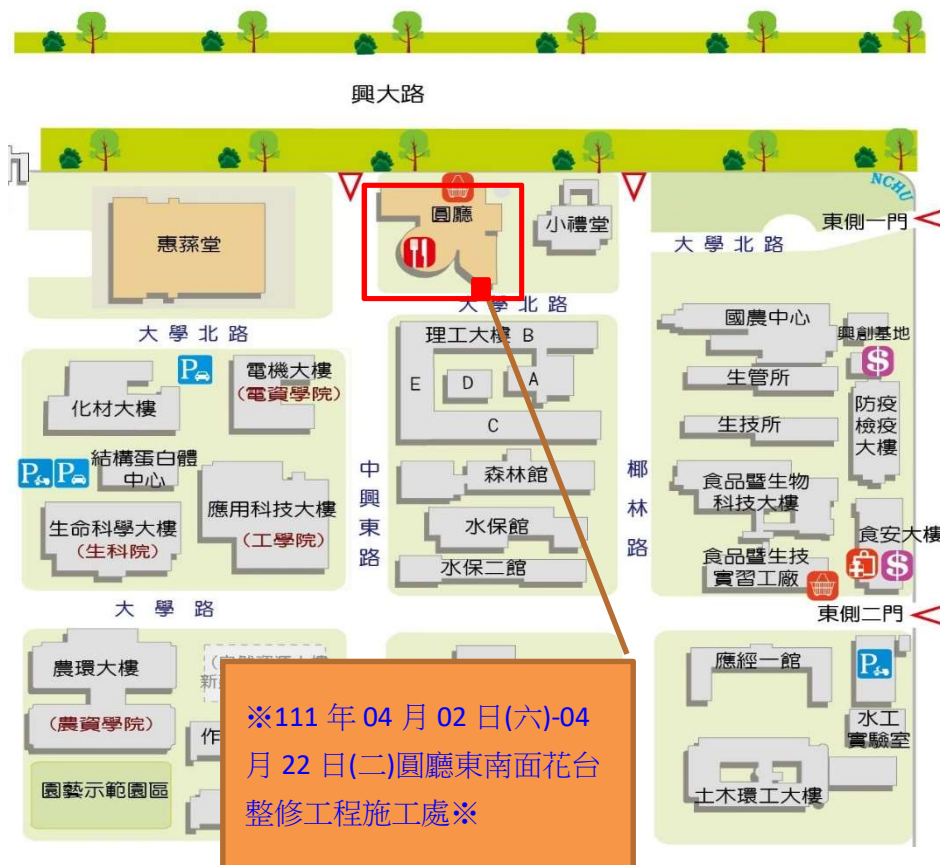 興大路
NCHU
圓廳
小禮堂
東側一門
惠蓀堂
大學北路
大學北路
大學北路
理工大樓 B
國農中心
興創基地
$
P
電機大樓
(電資學院)
E
D
A
生管所
化材大樓
C
防疫
檢疫
大樓
生技所
中興東路
椰林路
P P
結構蛋白體
中心
森林館
食品暨生物
科技大樓
應用科技大樓
(工學院)
生命科學大樓
(生科院)
水保館
食安大樓
水保二館
食品暨生技
實習工廠
$
大學路
東側二門
農環大樓
新
應經一館
P
(農資學院)
作
水工
實驗室
園藝示範園區
土木環工大樓
※111 年 04 月 02 日(六)-04
月 22 日(二)圓廳東南面花台
整修工程施工處※